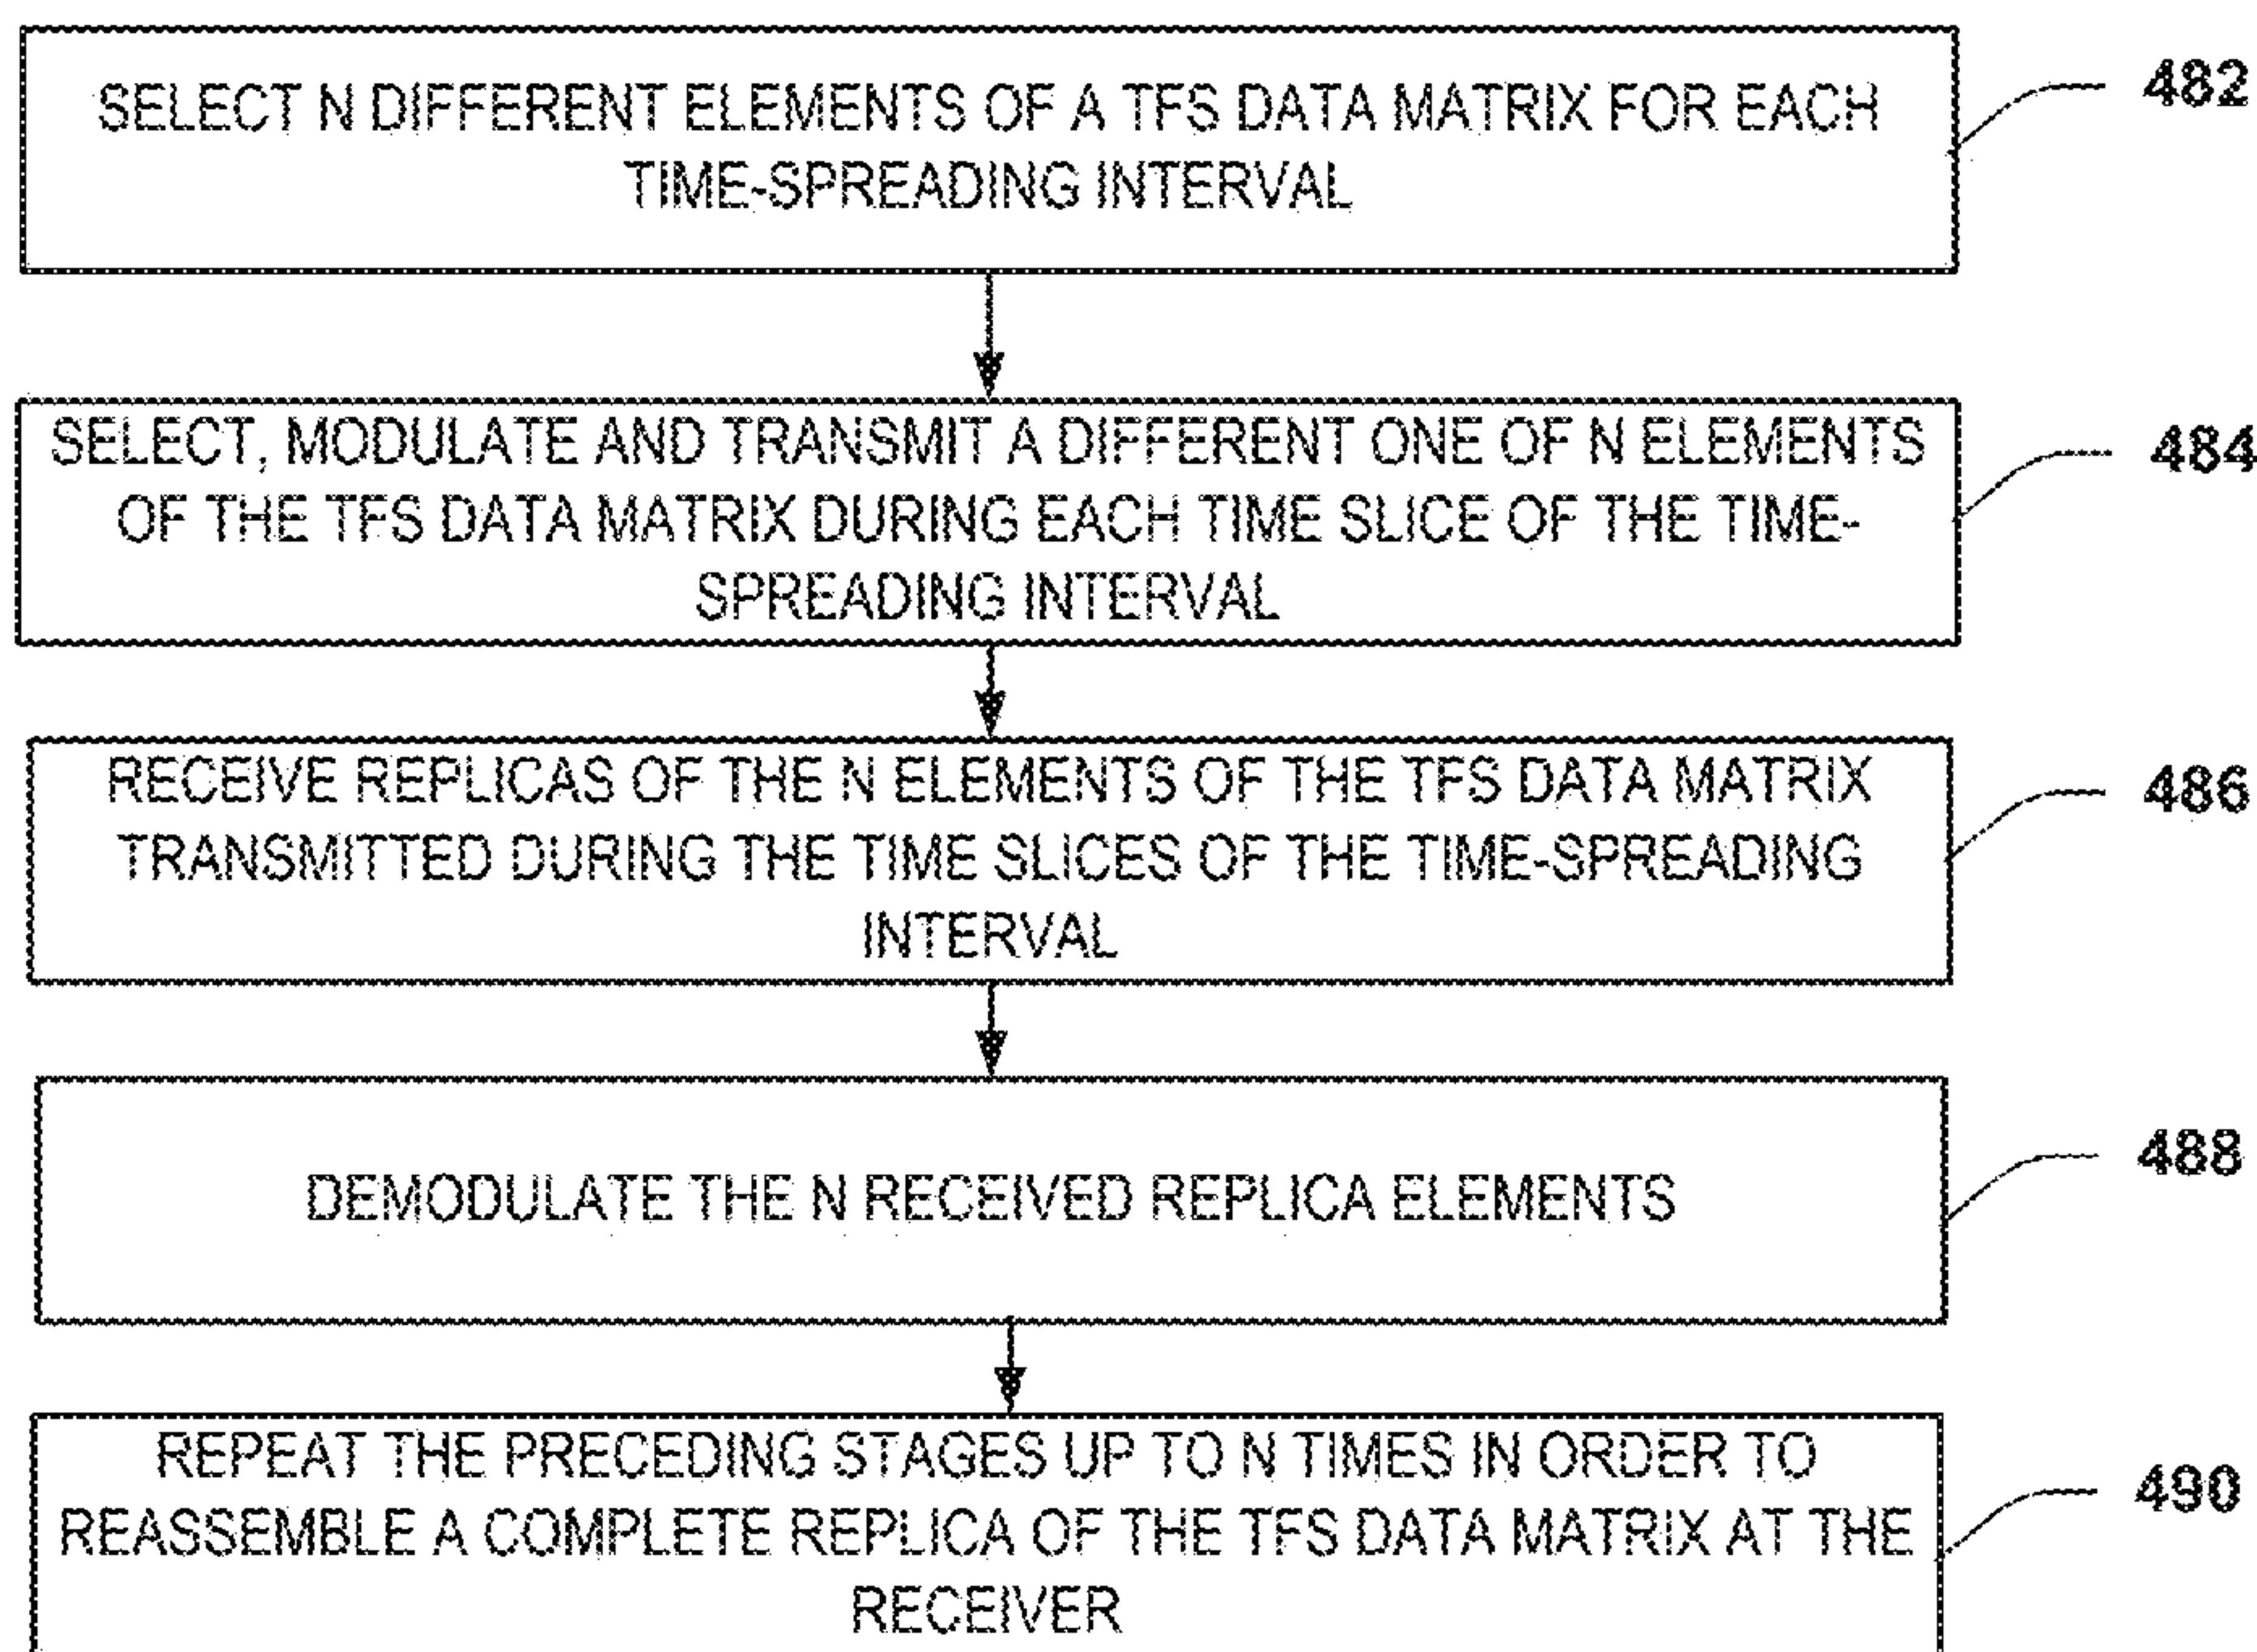 SELECT N DIFFERENT ELEMENTS OF A TFS DATA MATRIX FOR EACH
TIME-SPREADING INTERVAL
482
SELECT, MODULATE AND TRANSMIT A DIFFERENT ONE OF N ELEMENTS
OF THE TFS DATA MATRIX DURING EACH TIME SLICE OF THE TIME-
SPREADING INTERVAL
484
RECEIVE REPLICAS OF THE N ELEMENTS OF THE TFS DATA MATRIX
TRANSMITTED DURING THE TIME SLICES OF THE TIME-SPREADING
INTERVAL
486
DEMODULATE THE N RECEIVED REPLICA ELEMENTS
488
REPEAT THE PRECEDING STAGES UP TO N TIMES IN ORDER TO
REASSEMBLE A COMPLETE REPLICA OF THE TFS DATA MATRIX AT THE
RECEIVER
490